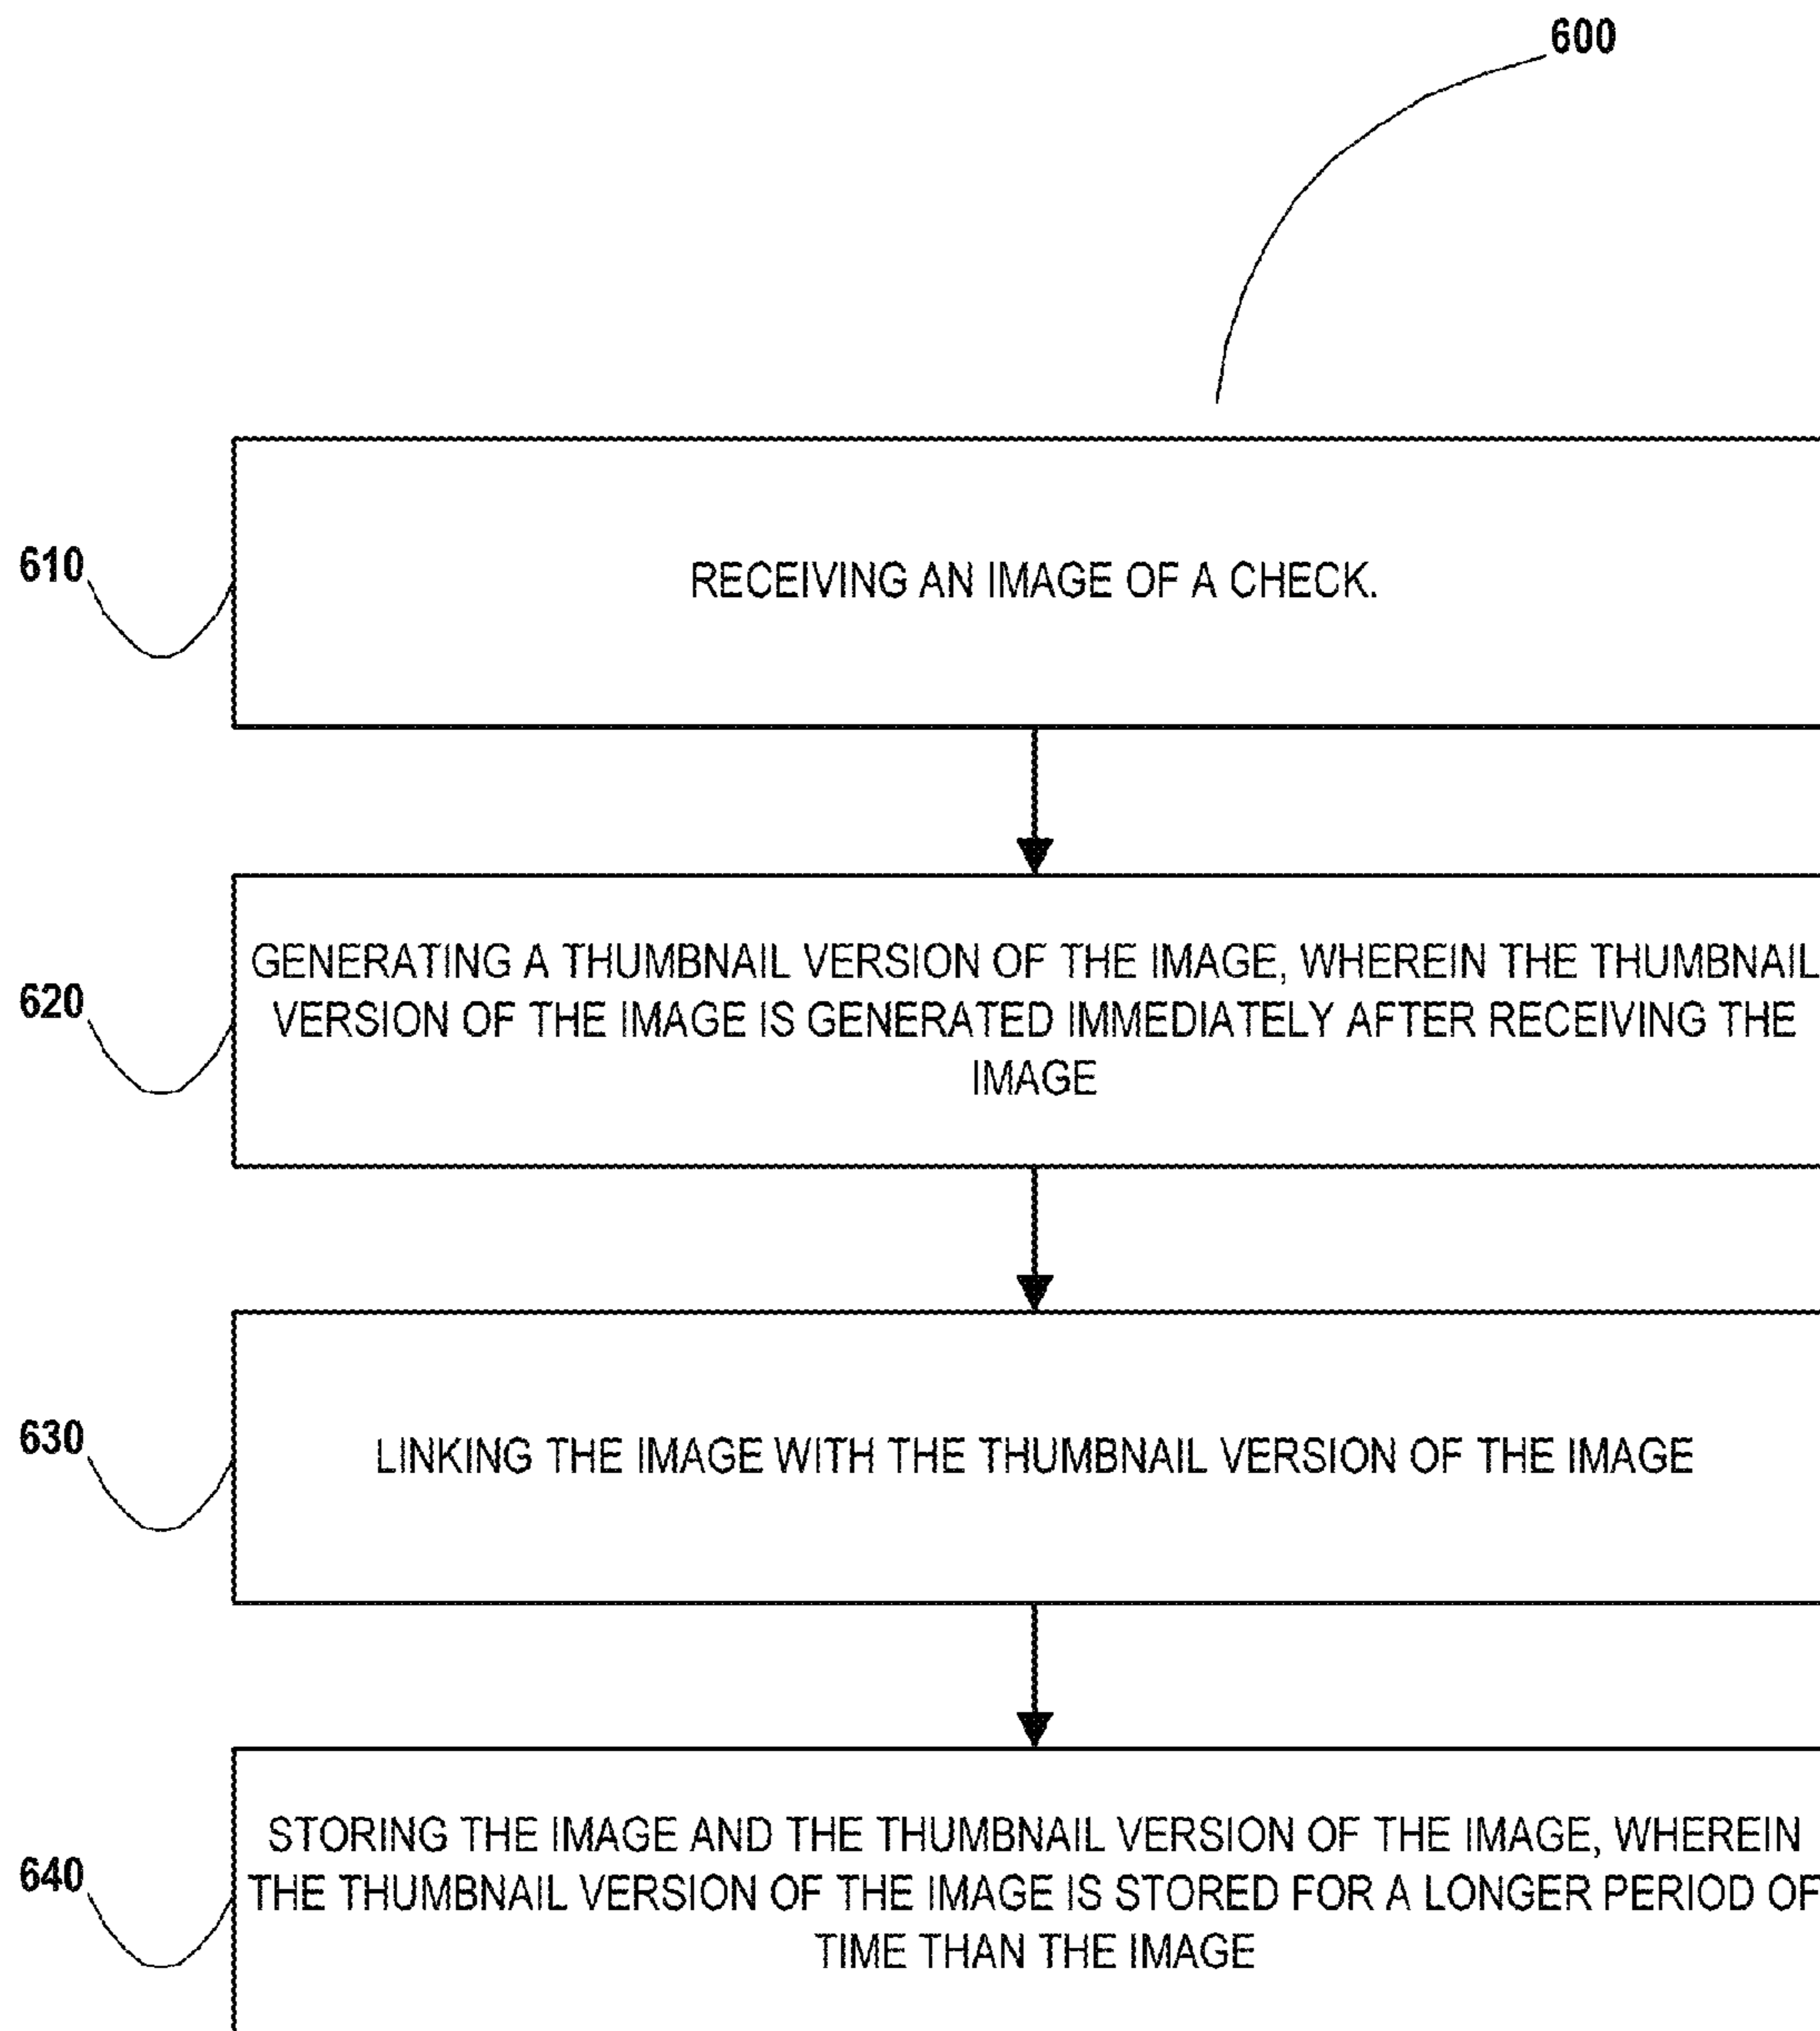 600
610
RECEIVING AN IMAGE OF A CHECK.
620
GENERATING A THUMBNAIL VERSION OF THE IMAGE, WHEREIN THE THUMBNAIL
VERSION OF THE IMAGE IS GENERATED IMMEDIATELY AFTER RECEIVING THE
IMAGE
630
LINKING THE IMAGE WITH THE THUMBNAIL VERSION OF THE IMAGE
640
STORING THE IMAGE AND THE THUMBNAIL VERSION OF THE IMAGE, WHEREIN
THE THUMBNAIL VERSION OF THE IMAGE IS STORED FOR A LONGER PERIOD OF
TIME THAN THE IMAGE